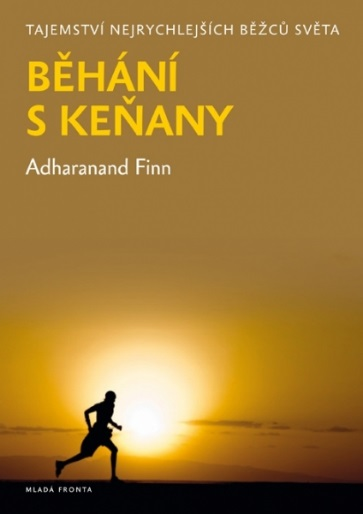 TAJEMSTVÍ NEJRYCHLEJŠÍCH BĚŽCŮ SVĚTA
BĚHÁNÍ
S KEŇANY
Adharanand Finn
MLADÁ FRONTA